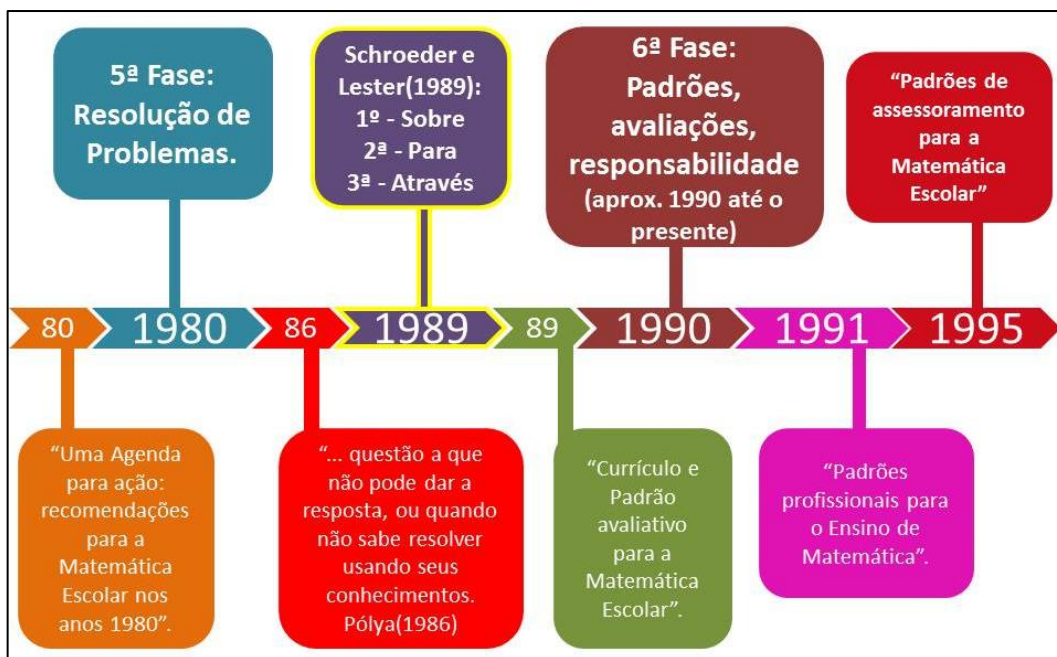 5ª Fase:
Resolução de
Problemas.
Schroeder e
Lester(1989):
1º - Sobre
2ª - Para
3ª - Através
6ª Fase:
Padrões,
avaliações,
responsabilidade
(aprox. 1990 até o
presente)
“Padrões de
assessoramento
para a
Matemática
Escolar”
80
1980
86
1989
89
1990
1991
1995
“Uma Agenda
para ação:
recomendações
para a
Matemática
Escolar nos
anos 1980”.
“... questão a que
não pode dar a
resposta, ou quando
não sabe resolver
usando seus
conhecimentos.
Pólya(1986)
“Currículo e
Padrão
avaliativo
para a
Matemática
Escolar”.
“Padrões
profissionais para
o Ensino de
Matemática”.